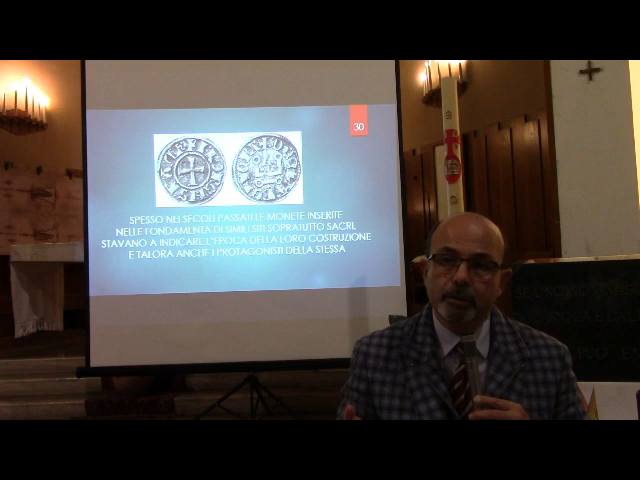 30
SPESSO NEI SECOLI PASSATI LE MONETE INSERITE
NELLE FONDAMENTA DI SIMILI SITI SOPRATUTTO SACRI,
STAVANO A INDICARE L'EPOCA DELLA LORO COSTRUZIONE
E TALORA ANCHE I PROTAGONISTI DELLA STESSA